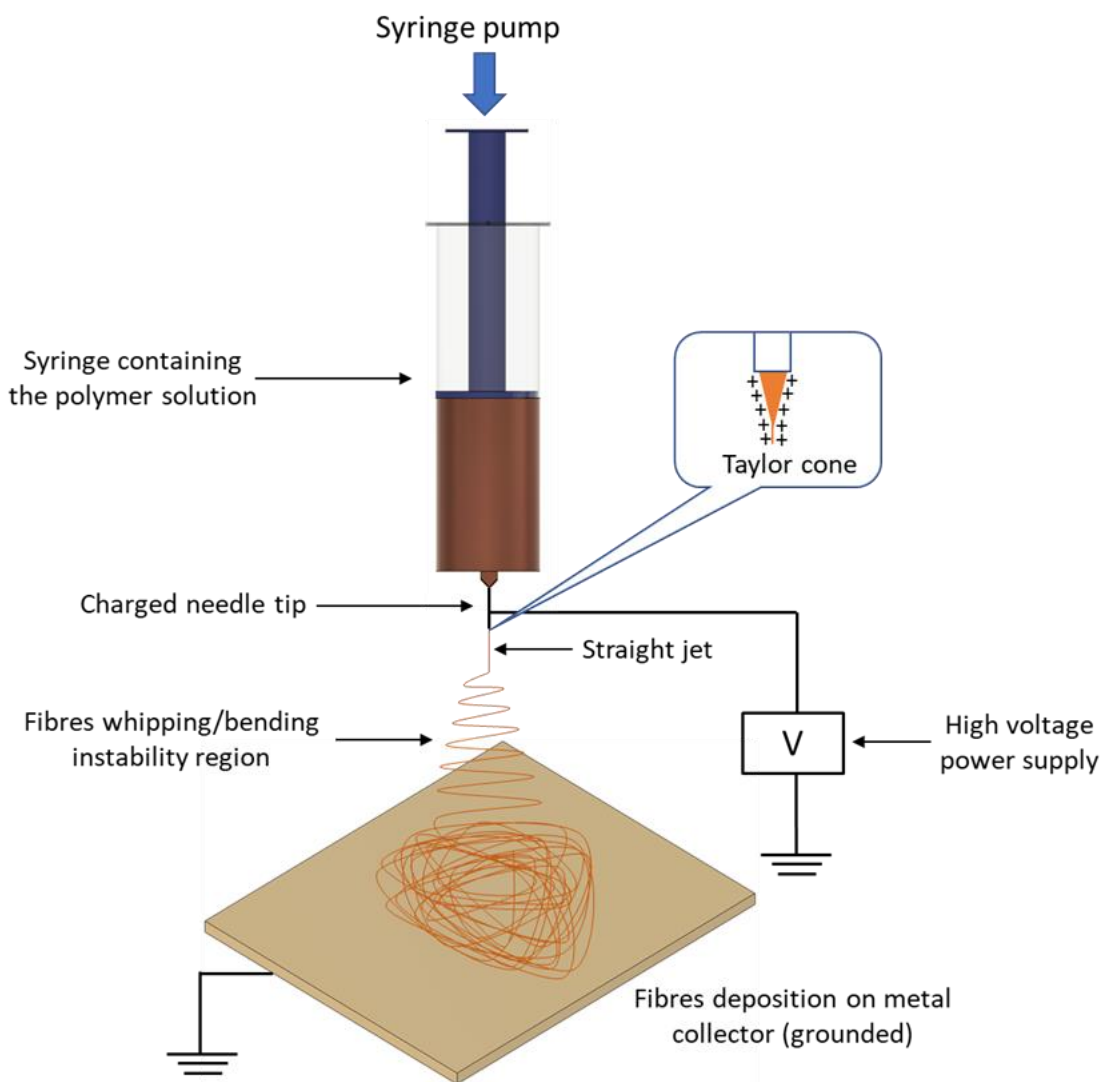 Syringe pump
Syringe containing
the polymer solution
+ +
+ +
+ +
+ +
+ +
Taylor cone
Charged needle tip
Straight jet
Fibres whipping/bending
instability region
V
High voltage
power supply
Fibres deposition on metal
collector (grounded)